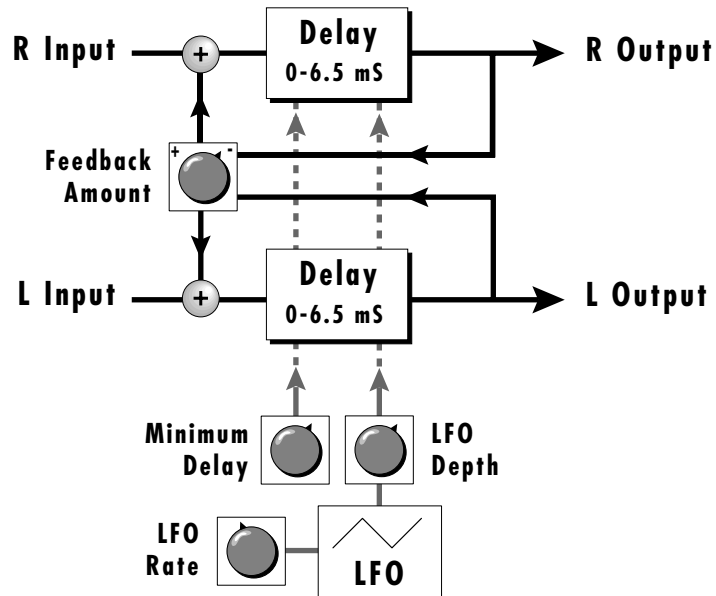 R Input
+
Delay
0-6.5 mS
R Output
Feedback
Amount
+
-
L Input
+
Delay
0-6.5 mS
L Output
Minimum
Delay
LFO
Depth
LFO
Rate
LFO